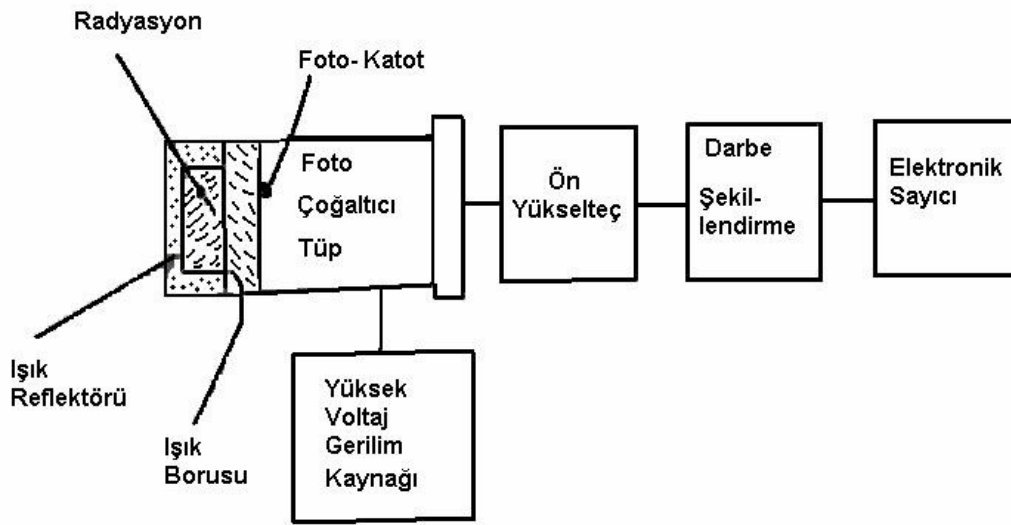 Radyasyon
Foto- Katot
Foto
Çoğaltıcı
Tüp
Ön
Yükselteç
Darbe
Şekil-
llendirme
Elektronik
Sayıcı
Işık
Reflektörü
Işık
Borusu
Yüksek
Voltaj
Gerilim
Kaynağı